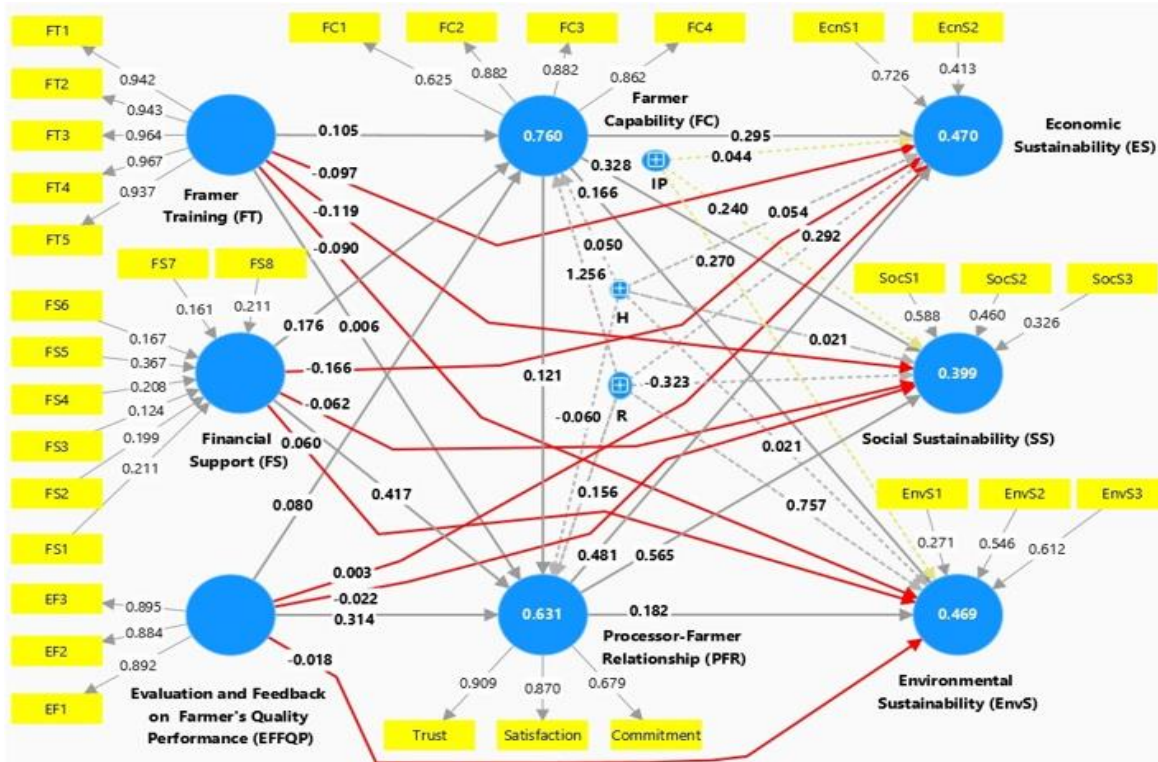 FT1
FT2
FT3
FT4
FT5
0.942
0.943
0.964
0.967
0.937
Framer
Training (FT)
FC1
FC2
FC3
FC4
0.625
0.882
0.882
0.862
0.760
Farmer
Capability (FC)
EcnS1
EcnS2
0.726
0.413
0.470
Economic
Sustainability (ES)
0.105
-0.097
-0.119
-0.090
0.295
0.328
0.166
0.044
IP
0.240
0.054
0.292
0.050
0.270
1.256
H
FS7
FS8
0.161
0.211
FS6
FS5
FS4
FS3
FS2
FS1
0.167
0.367
0.208
0.124
0.199
0.211
Financial
Support (FS)
0.176
0.006
-0.166
-0.062
0.060
0.417
0.080
0.121
R
-0.060
-0.323
0.021
0.021
0.156
0.757
SocS1
SocS2
SocS3
0.588
0.460
0.326
0.399
Social Sustainability (SS)
EnvS1
EnvS2
EnvS3
0.271
0.546
0.612
0.469
Environmental
Sustainability (EnvS)
EF3
EF2
EF1
0.895
0.884
0.892
Evaluation and Feedback
on Farmer's Quality
Performance (EFFQP)
0.003
-0.022
0.314
-0.018
0.481
0.565
0.182
0.631
Processor-Farmer
Relationship (PFR)
0.909
0.870
0.679
Trust
Satisfaction
Commitment